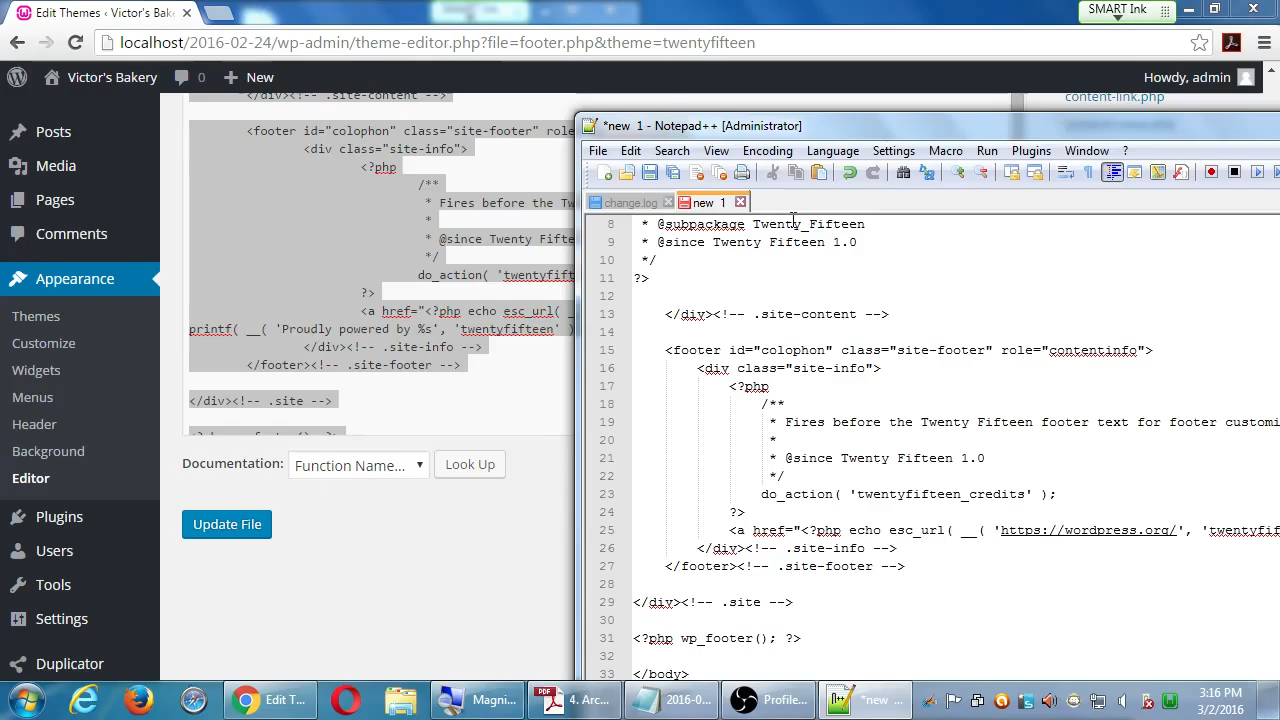 SMART Ink
Edit Themes ‹ Victor's Bak
localhost/2016-02-24/wp-admin/theme-editor.php?file=footer.php&theme=twentyfifteen
Victor's Bakery 0 New Howdy, admin
Posts
Media
Pages
Comments
Appearance
Themes
Customize
Widgets
Menus
Header
Background
Editor
Plugins
Users
Tools
Settings
Duplicator
</div><!-- .site-content -->
<footer id="colophon" class="site-footer" role
<div class="site-info">
<?php
/**
* Fires before the Tw
*
* @since Twenty Fifte
*/
do_action( 'twentyfift
?>
<a href="<?php echo esc_url( _
printf( __( 'Proudly powered by %s', 'twentyfifteen' )
</div><!-- .site-info -->
</footer><!-- .site-footer -->
</div><!-- .site -->
Documentation: Function Name... Look Up
Update File
content-link.php
*new 1 - Notepad++ [Administrator]
File Edit Search View Encoding Language Settings Macro Run Plugins Window ?
change.log new 1
8 * @subpackage Twenty_Fifteen
9 * @since Twenty Fifteen 1.0
10 */
11 ?>
12
13 </div><!-- .site-content -->
14
15 <footer id="colophon" class="site-footer" role="contentinfo">
16 <div class="site-info">
17 <?php
18 /**
19 * Fires before the Twenty Fifteen footer text for footer customi
20 *
21 * @since Twenty Fifteen 1.0
22 */
23 do_action( 'twentyfifteen_credits' );
24 ?>
25 <a href="<?php echo esc_url( __( 'https://wordpress.org/', 'twentyfif
26 </div><!-- .site-info -->
27 </footer><!-- .site-footer -->
28
29 </div><!-- .site -->
30
31 <?php wp_footer(); ?>
32
33 </body>
Edit T... Magni... 4. Arc... 2016-0... Profile... *new ...
3:16 PM
3/2/2016